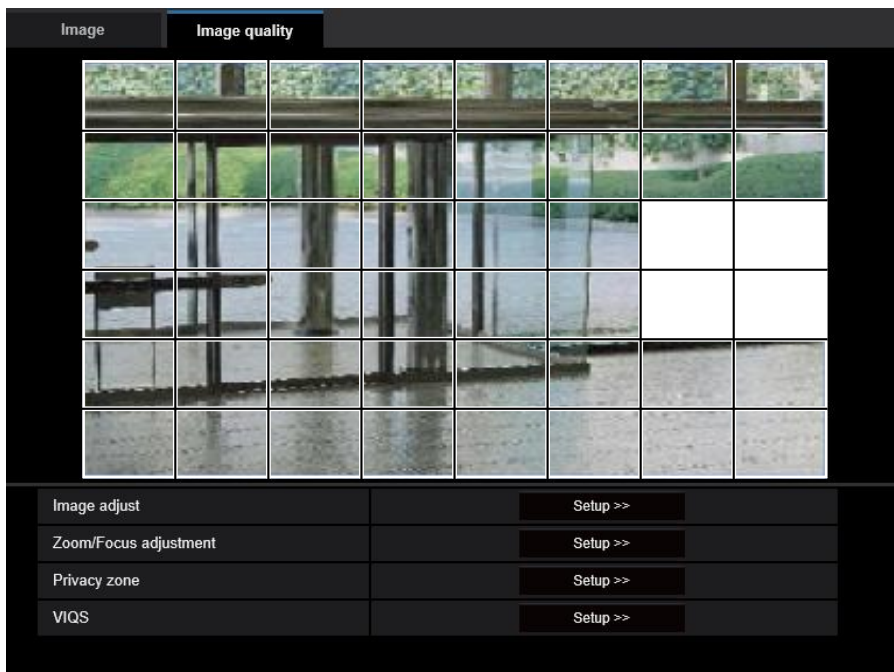 Image
Image quality
Image adjust
Setup >>
Zoom/Focus adjustment
Setup >>
Privacy zone
Setup >>
VIQS
Setup >>